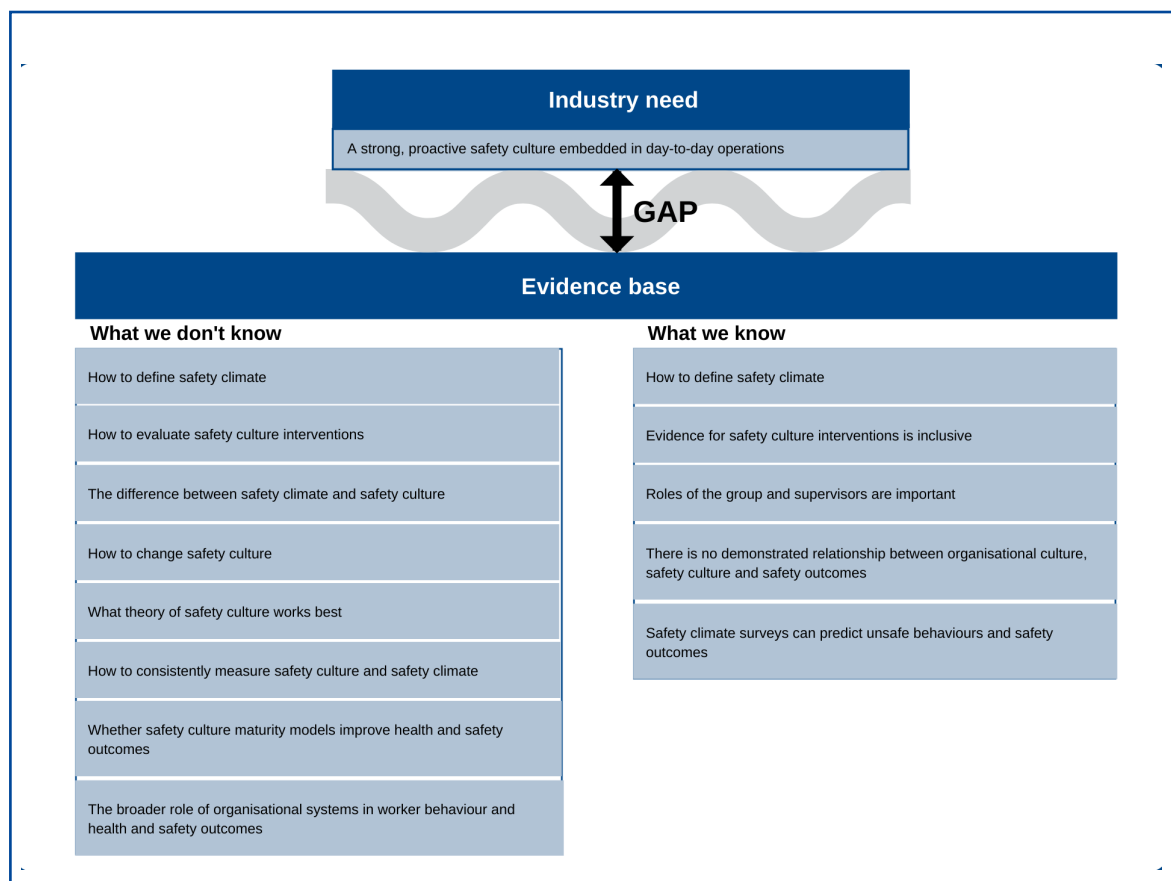 Industry need
A strong, proactive safety culture embedded in day-to-day operations
GAP
Evidence base
What we don't know
How to define safety climate
How to evaluate safety culture interventions
The difference between safety climate and safety culture
How to change safety culture
What theory of safety culture works best
How to consistently measure safety culture and safety climate
Whether safety culture maturity models improve health and safety
outcomes
The broader role of organisational systems in worker behaviour and
health and safety outcomes
What we know
How to define safety climate
Evidence for safety culture interventions is inclusive
Roles of the group and supervisors are important
There is no demonstrated relationship between organisational culture,
safety culture and safety outcomes
Safety climate surveys can predict unsafe behaviours and safety
outcomes